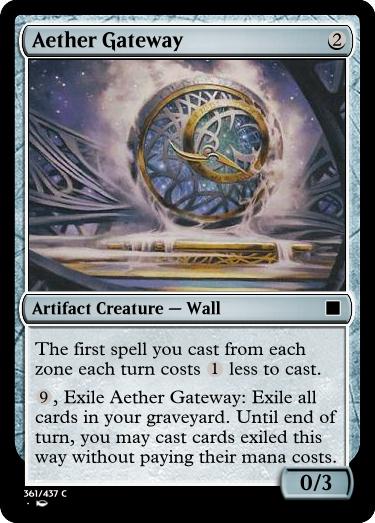 Aether Gateway 2
Artifact Creature — Wall
The first spell you cast from each
zone each turn costs 1 less to cast.
9, Exile Aether Gateway: Exile all
cards in your graveyard. Until end of
turn, you may cast cards exiled this
way without paying their mana costs.
0/3
361/437 C